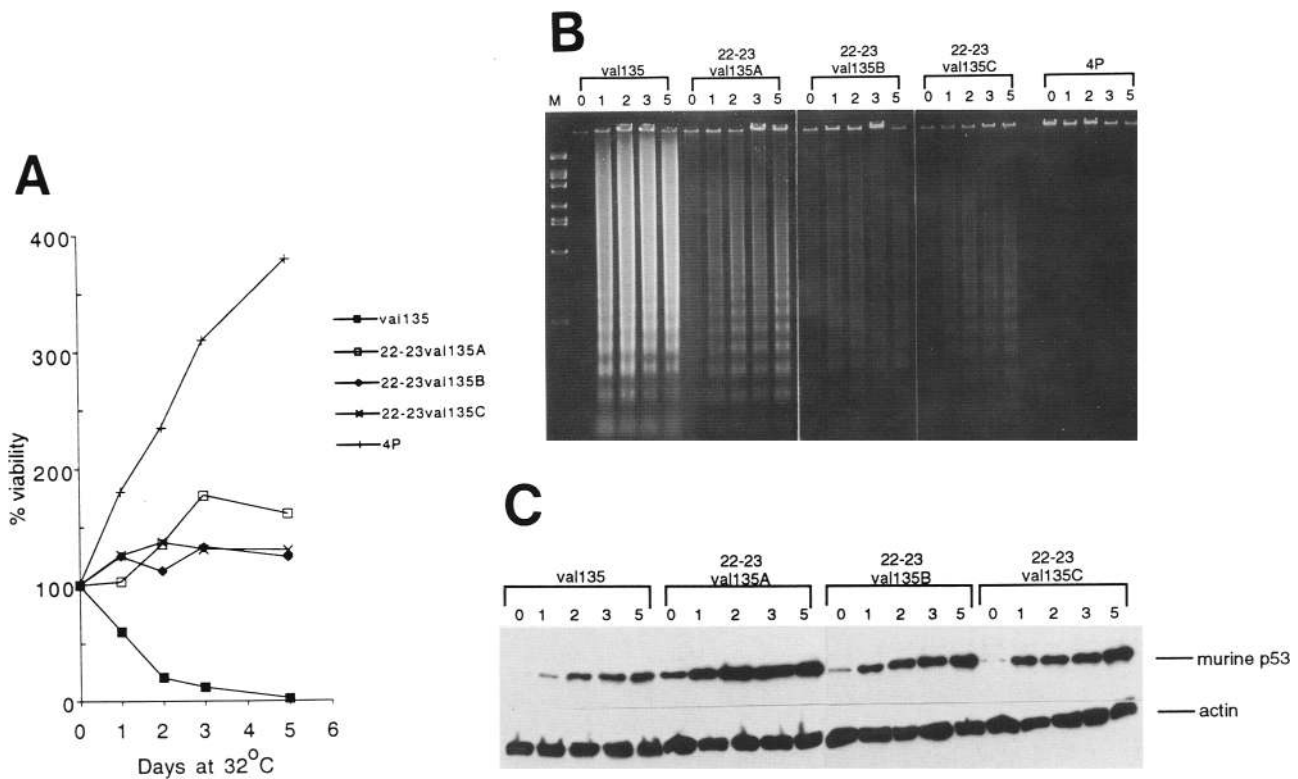 A
400
300
200
100
0
% viability
0 1 2 3 4 5 6
Days at 32°C
val135
22-23val135A
22-23val135B
22-23val135C
4P
B
val135
22-23
val135A
22-23
val135B
22-23
val135C
4P
M 0 1 2 3 5 0 1 2 3 5 0 1 2 3 5 0 1 2 3 5 0 1 2 3 5
C
val135
22-23
val135A
22-23
val135B
22-23
val135C
0 1 2 3 5 0 1 2 3 5 0 1 2 3 5 0 1 2 3 5
murine p53
actin